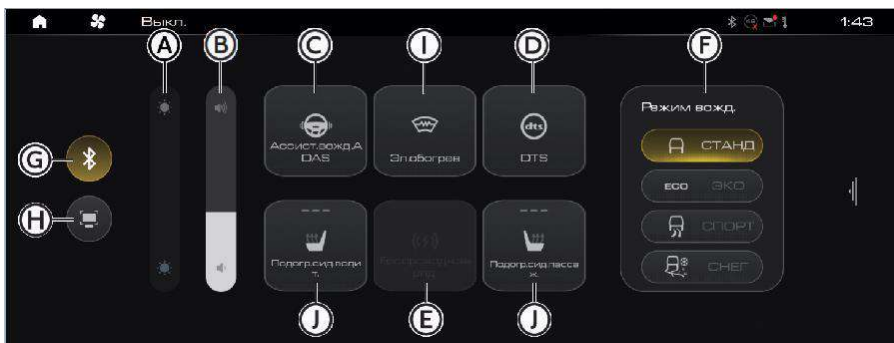 Выкл.
1:43
A
B
C
I
D
F
Режим вожд.
СТАНД
Ассист.вожд.А
DAS
Эл.обогрев
dts
DTS
ECO ЭКО
G
H
СПОРТ
Подогр.сид.води
т.
Подогр.сид.пасса
ж.
СНЕГ
J
E
J